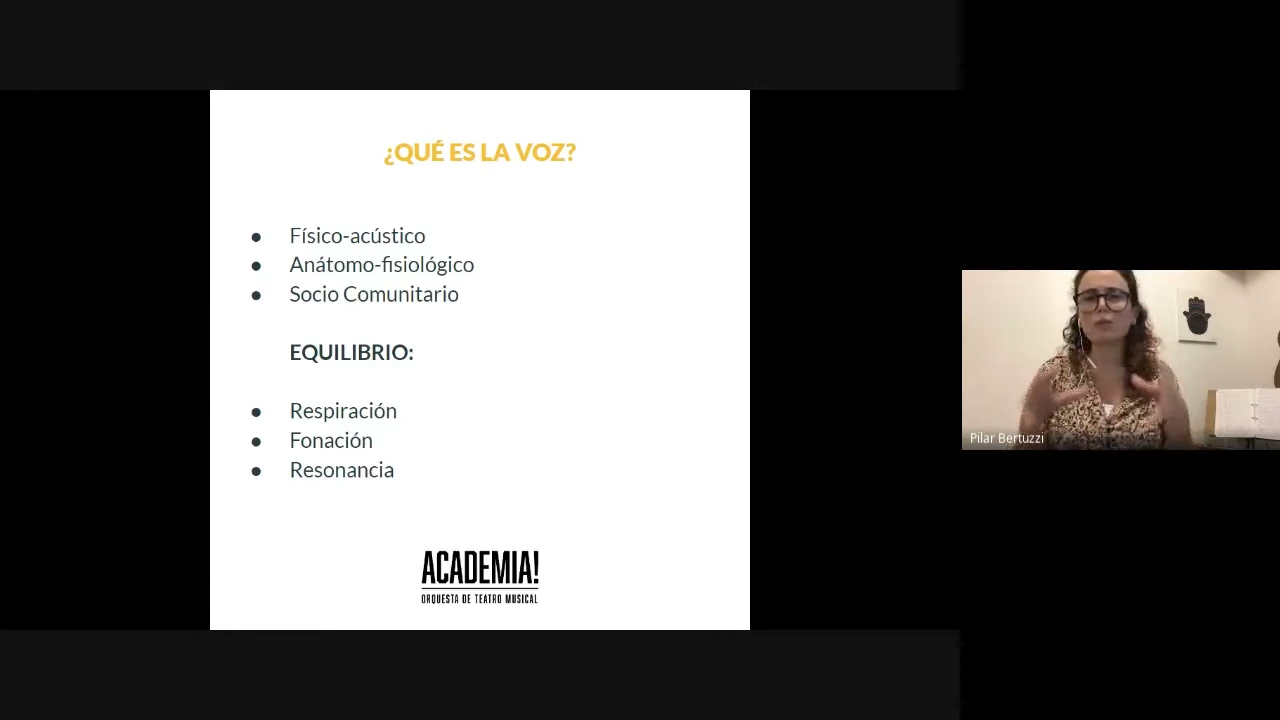 ¿QUÉ ES LA VOZ?
● Físico-acústico
● Anátomo-fisiológico
● Socio Comunitario
EQUILIBRIO:
● Respiración
● Fonación
● Resonancia
ACADEMIA!
ORQUESTA DE TEATRO MUSICAL
Pilar Bertuzzi